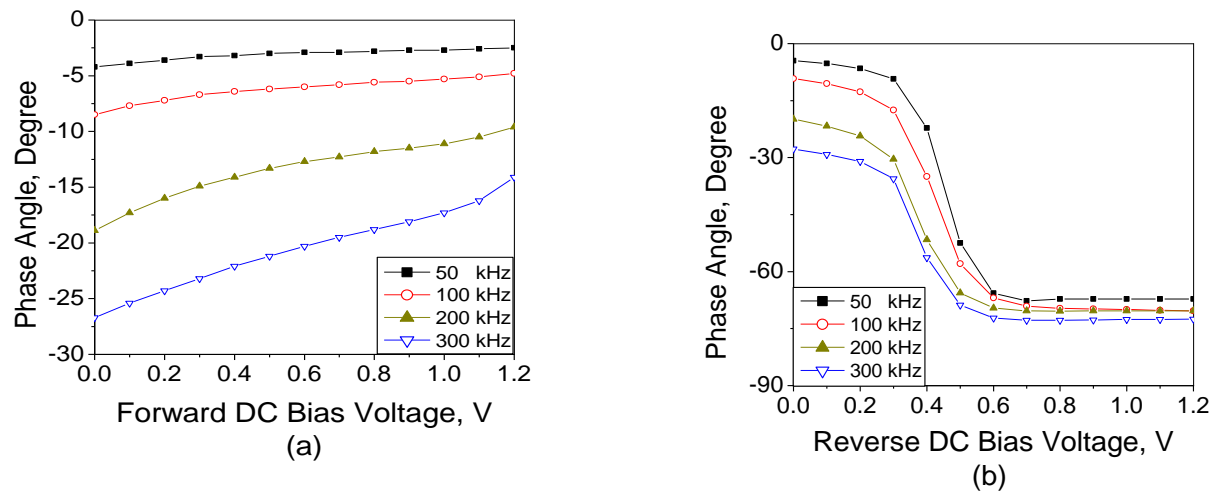 0
-5
-10
-15
-20
-25
-30
Phase Angle, Degree
50 kHz
100 kHz
200 kHz
300 kHz
0.0 0.2 0.4 0.6 0.8 1.0 1.2
Forward DC Bias Voltage, V
(a)
0
-30
-60
-90
Phase Angle, Degree
50 kHz
100 kHz
200 kHz
300 kHz
0.0 0.2 0.4 0.6 0.8 1.0 1.2
Reverse DC Bias Voltage, V
(b)